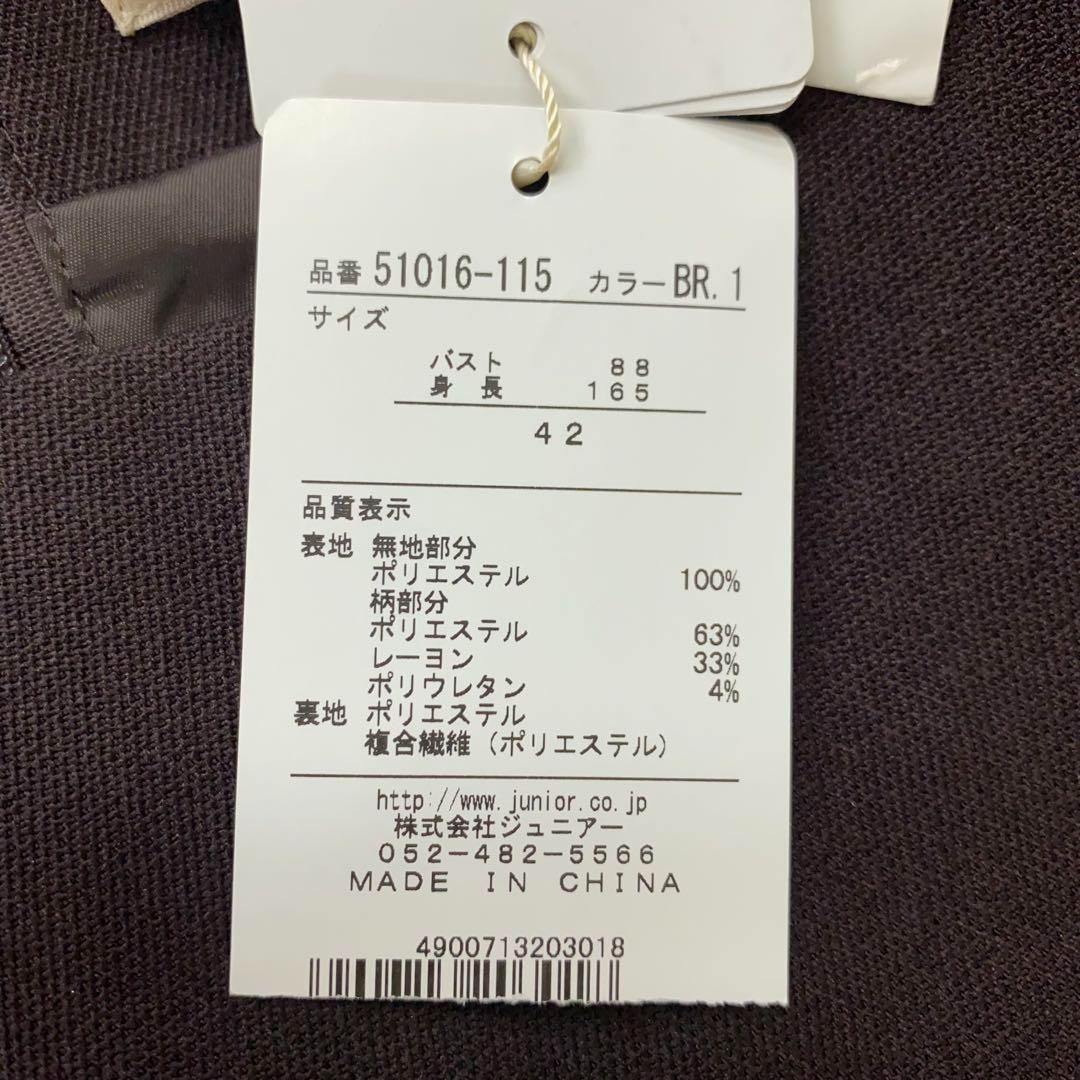 品番 51016-115 カラー BR. 1
サイズ
バスト 88
身 長 165
42
品質表示
表地 無地部分
ポリエステル 100%
柄部分
ポリエステル 63%
レーヨン 33%
ポリウレタン 4%
裏地 ポリエステル
複合繊維（ポリエステル）
http://www.junior.co.jp
株式会社ジュニアー
052-482-5566
MADE IN CHINA
4900713203018